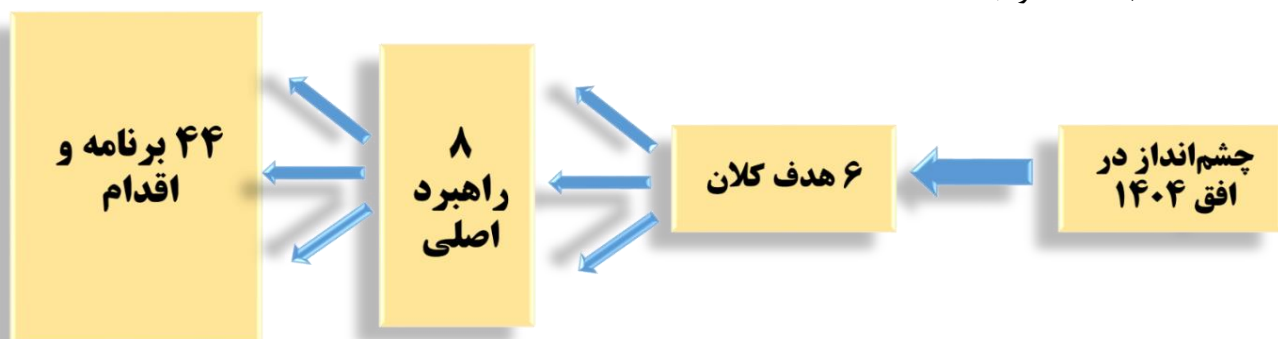 چشم‌انداز در
افق ۱۴۰۴
۶ هدف کلان
۸
راهبرد
اصلی
۴۴ برنامه و
اقدام